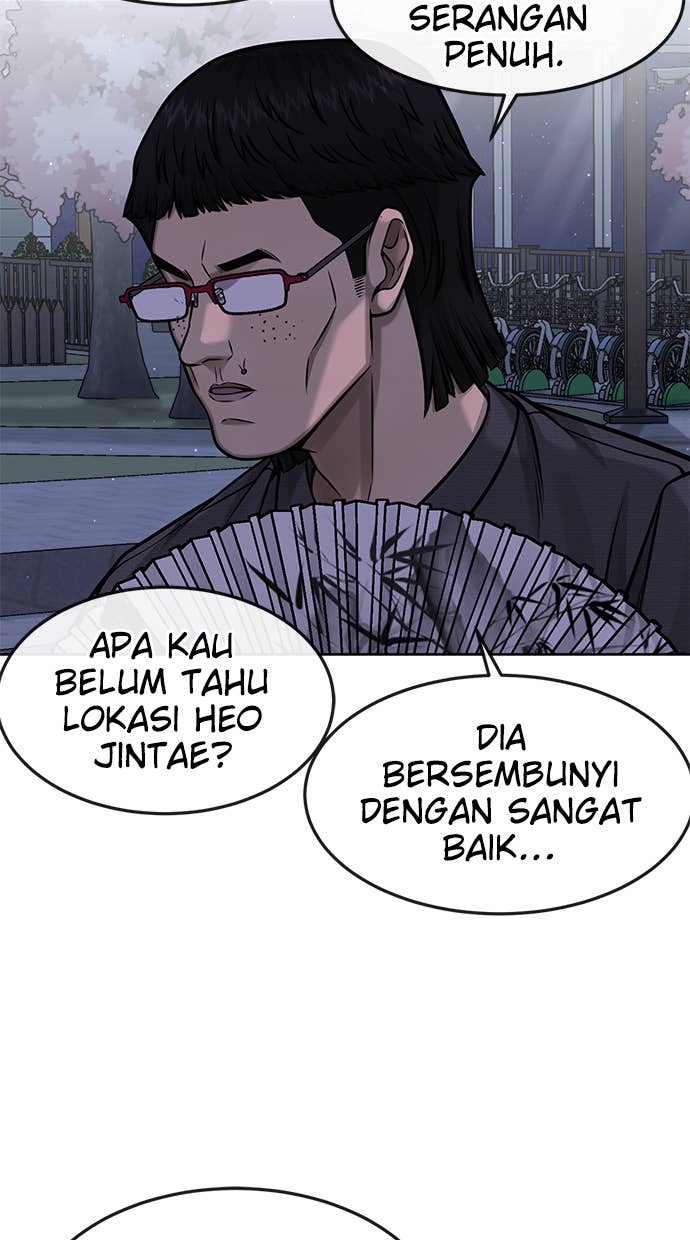 SERANGAN
PENUH.
APA KAU
BELUM TAHU
LOKASI HEO
JINTAE?
DIA
BERSEMBUNYI
DENGAN SANGAT
BAIK...